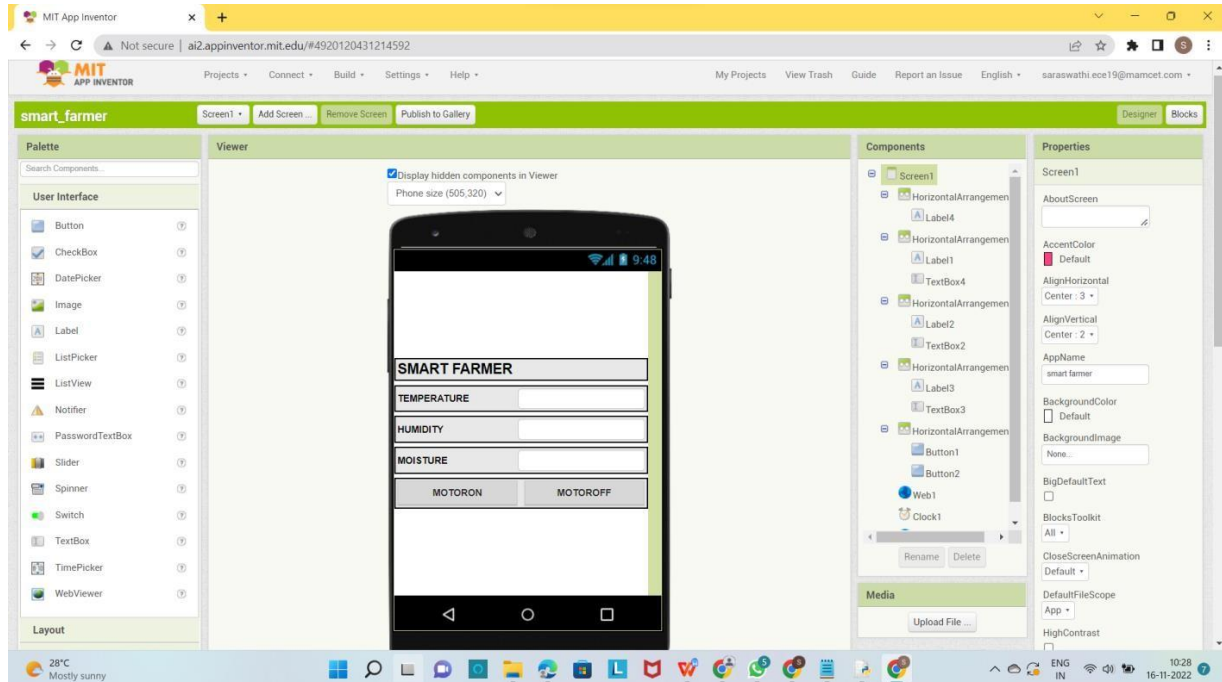 MIT App Inventor
Not secure | ai2.appinventor.mit.edu/#4920120431214592
S
MIT
APP INVENTOR
Projects
Connect
Build
Settings
Help
My Projects
View Trash
Guide
Report an Issue
English
saraswathi.ece19@mamcet.com
smart_farmer
Screen1
Add Screen ...
Remove Screen
Publish to Gallery
Designer
Blocks
Palette
Search Components...
User Interface
Button
CheckBox
DatePicker
Image
Label
ListPicker
ListView
Notifier
PasswordTextBox
Slider
Spinner
Switch
TextBox
TimePicker
WebViewer
Layout
Viewer
Display hidden components in Viewer
Phone size (505,320)
9:48
SMART FARMER
TEMPERATURE
HUMIDITY
MOISTURE
MOTORON
MOTOROFF
Components
Screen1
HorizontalArrangemen
Label4
HorizontalArrangemen
Label1
TextBox4
HorizontalArrangemen
Label2
TextBox2
HorizontalArrangemen
Label3
TextBox3
HorizontalArrangemen
Button1
Button2
Web1
Clock1
Rename
Delete
Media
Upload File ...
Properties
Screen1
AboutScreen
AccentColor
Default
AlignHorizontal
Center : 3
AlignVertical
Center : 2
AppName
smart farmer
BackgroundColor
Default
BackgroundImage
None...
BigDefaultText
BlocksToolkit
All
CloseScreenAnimation
Default
DefaultFileScope
App
HighContrast
28°C
Mostly sunny
ENG
IN
10:28
16-11-2022
7